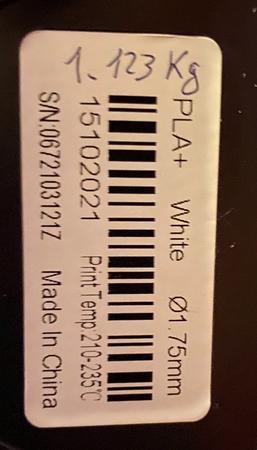 1.123 Kg
PLA+ White Ø1.75mm
15102021 Print Temp:210-235℃
S/N:0672103121Z Made In China